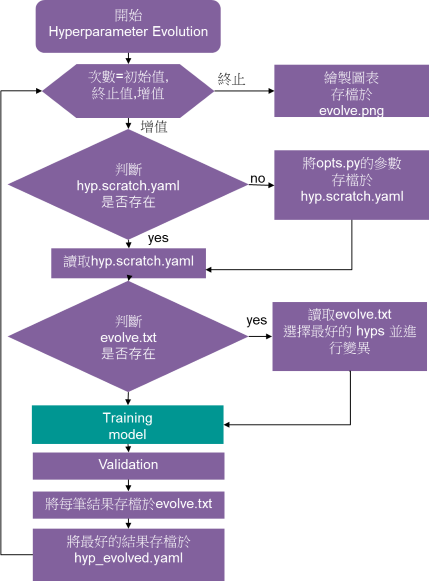 開始
Hyperparameter Evolution
次數=初始值,
終止值,增值
終止
繪製圖表
存檔於
evolve.png
增值
判斷
hyp.scratch.yaml
是否存在
no
將opts.py的參數
存檔於
hyp.scratch.yaml
yes
讀取hyp.scratch.yaml
判斷
evolve.txt
是否存在
yes
讀取evolve.txt
選擇最好的 hyps 並進
行變異
Training
model
Validation
將每筆結果存檔於evolve.txt
將最好的結果存檔於
hyp_evolved.yaml